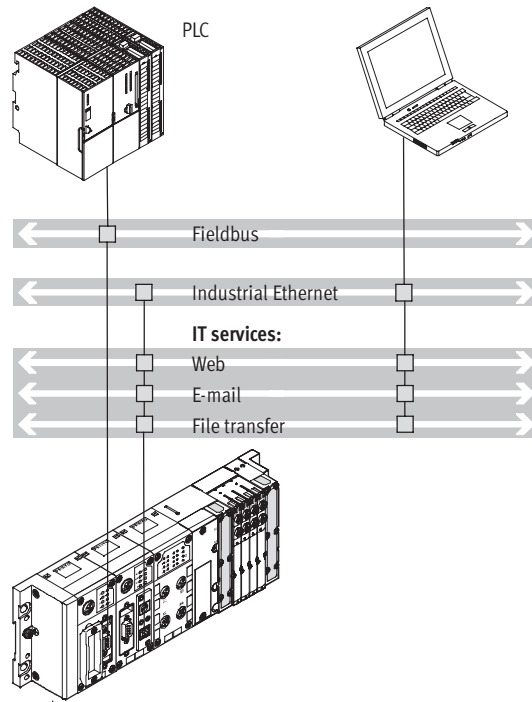 PLC
Fieldbus
Industrial Ethernet
IT services:
Web
E-mail
File transfer